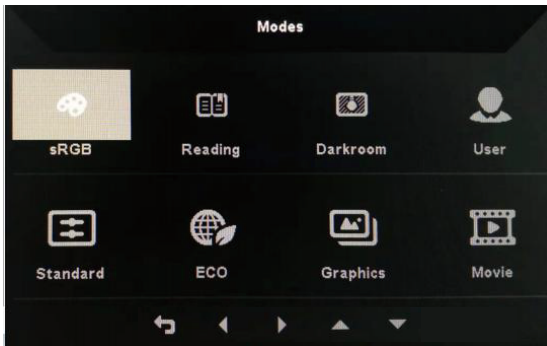 Modes
sRGB Reading Darkroom User
Standard ECO Graphics Movie